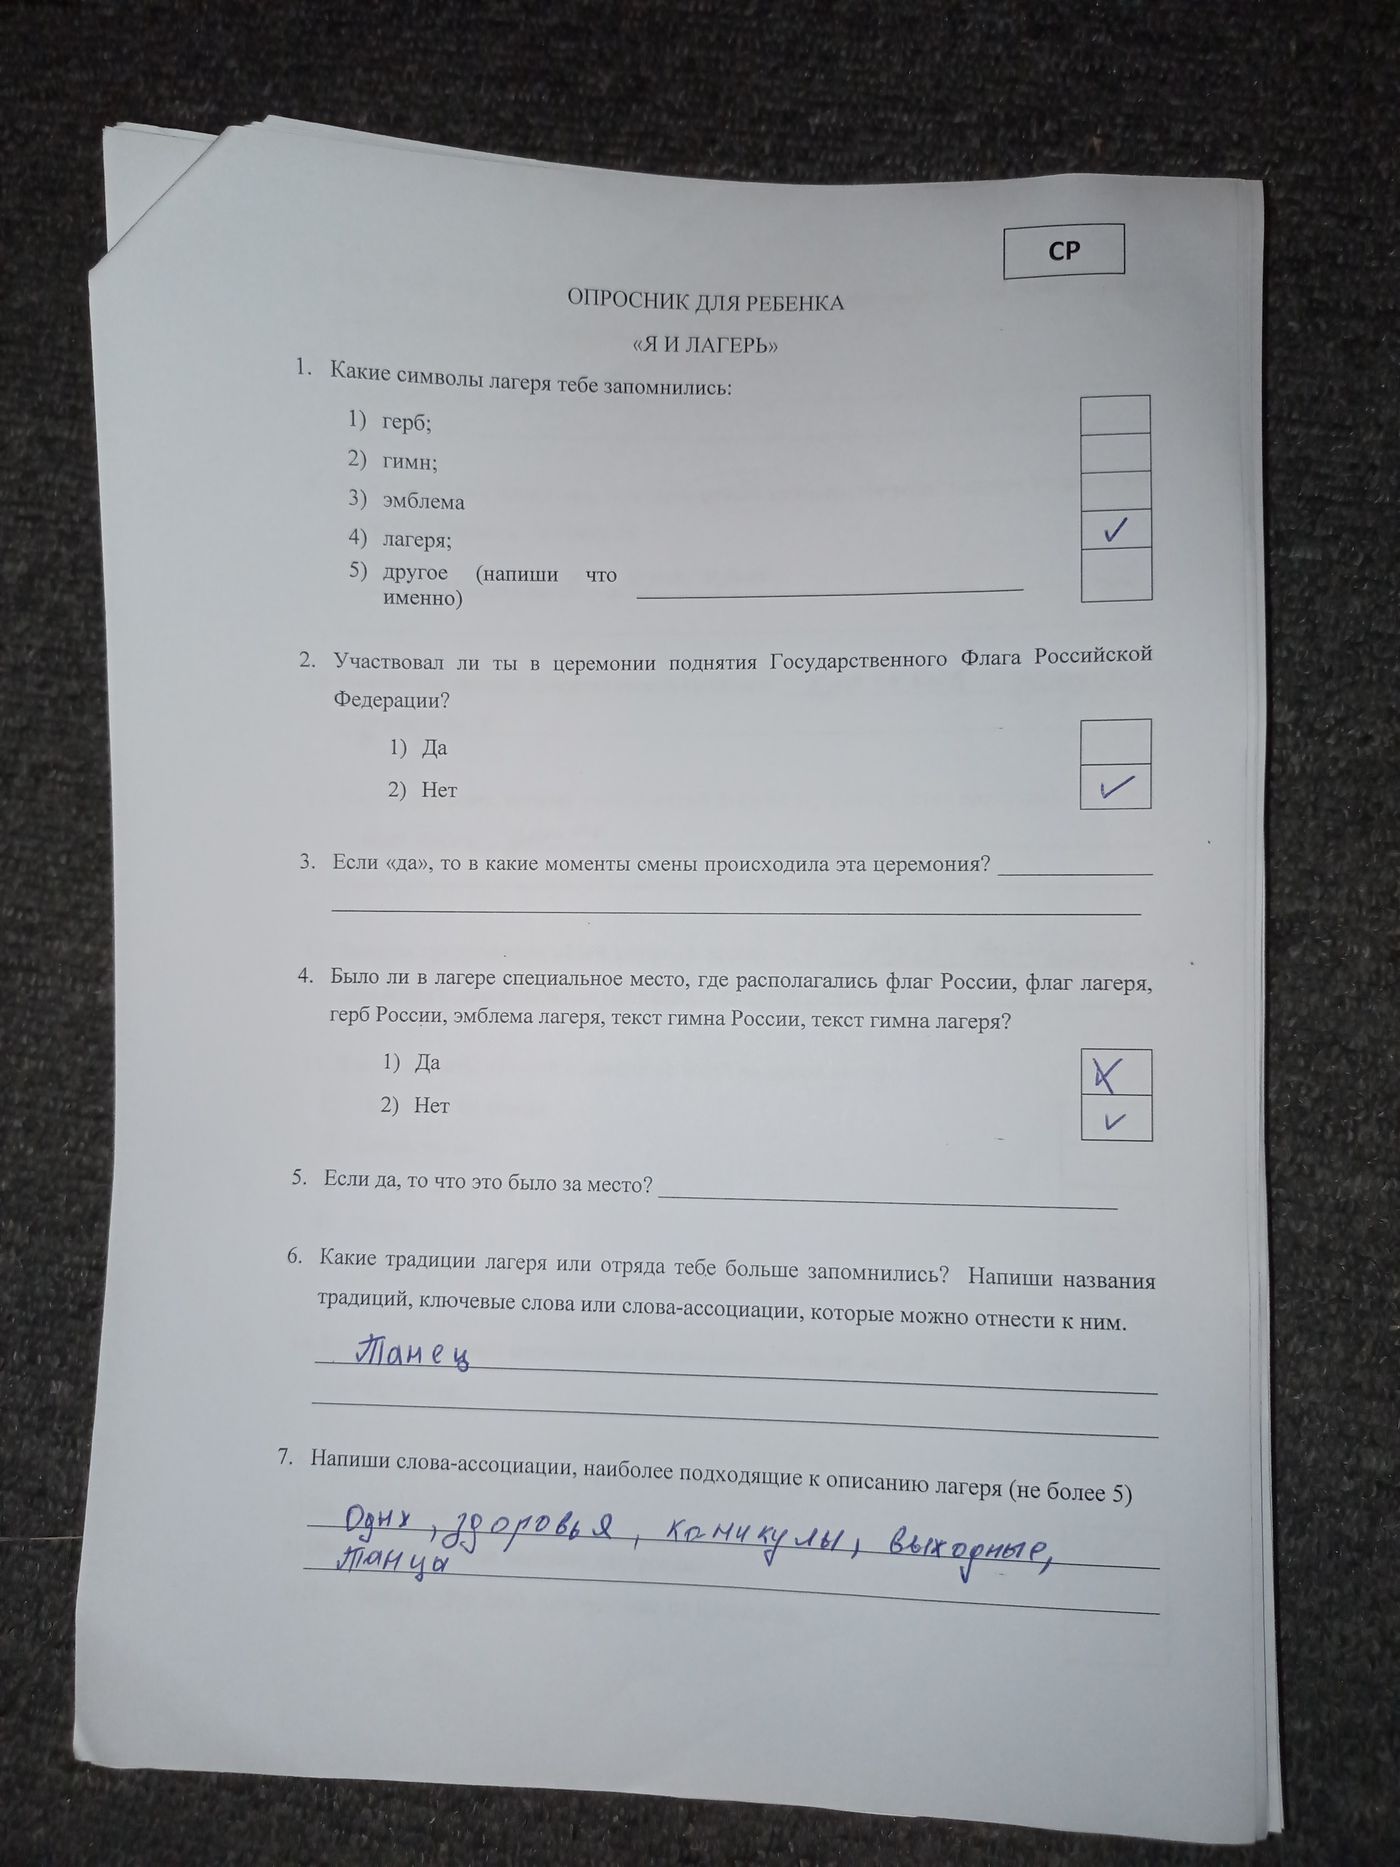 СР
ОПРОСНИК ДЛЯ РЕБЕНКА
«Я И ЛАГЕРЬ»
1. Какие символы лагеря тебе запомнились:
1) герб;
2) гимн;
3) эмблема
4) лагеря;
5) другое (напиши что
именно)
2. Участвовал ли ты в церемонии поднятия Государственного Флага Российской
Федерации?
1) Да
2) Нет
3. Если «да», то в какие моменты смены происходила эта церемония?
4. Было ли в лагере специальное место, где располагались флаг России, флаг лагеря,
герб России, эмблема лагеря, текст гимна России, текст гимна лагеря?
1) Да
2) Нет
5. Если да, то что это было за место?
6. Какие традиции лагеря или отряда тебе больше запомнились? Напиши названия
традиций, ключевые слова или слова-ассоциации, которые можно отнести к ним.
Танец
7. Напиши слова-ассоциации, наиболее подходящие к описанию лагеря (не более 5)
Одых, здоровья, каникулы, выходные,
Танцы